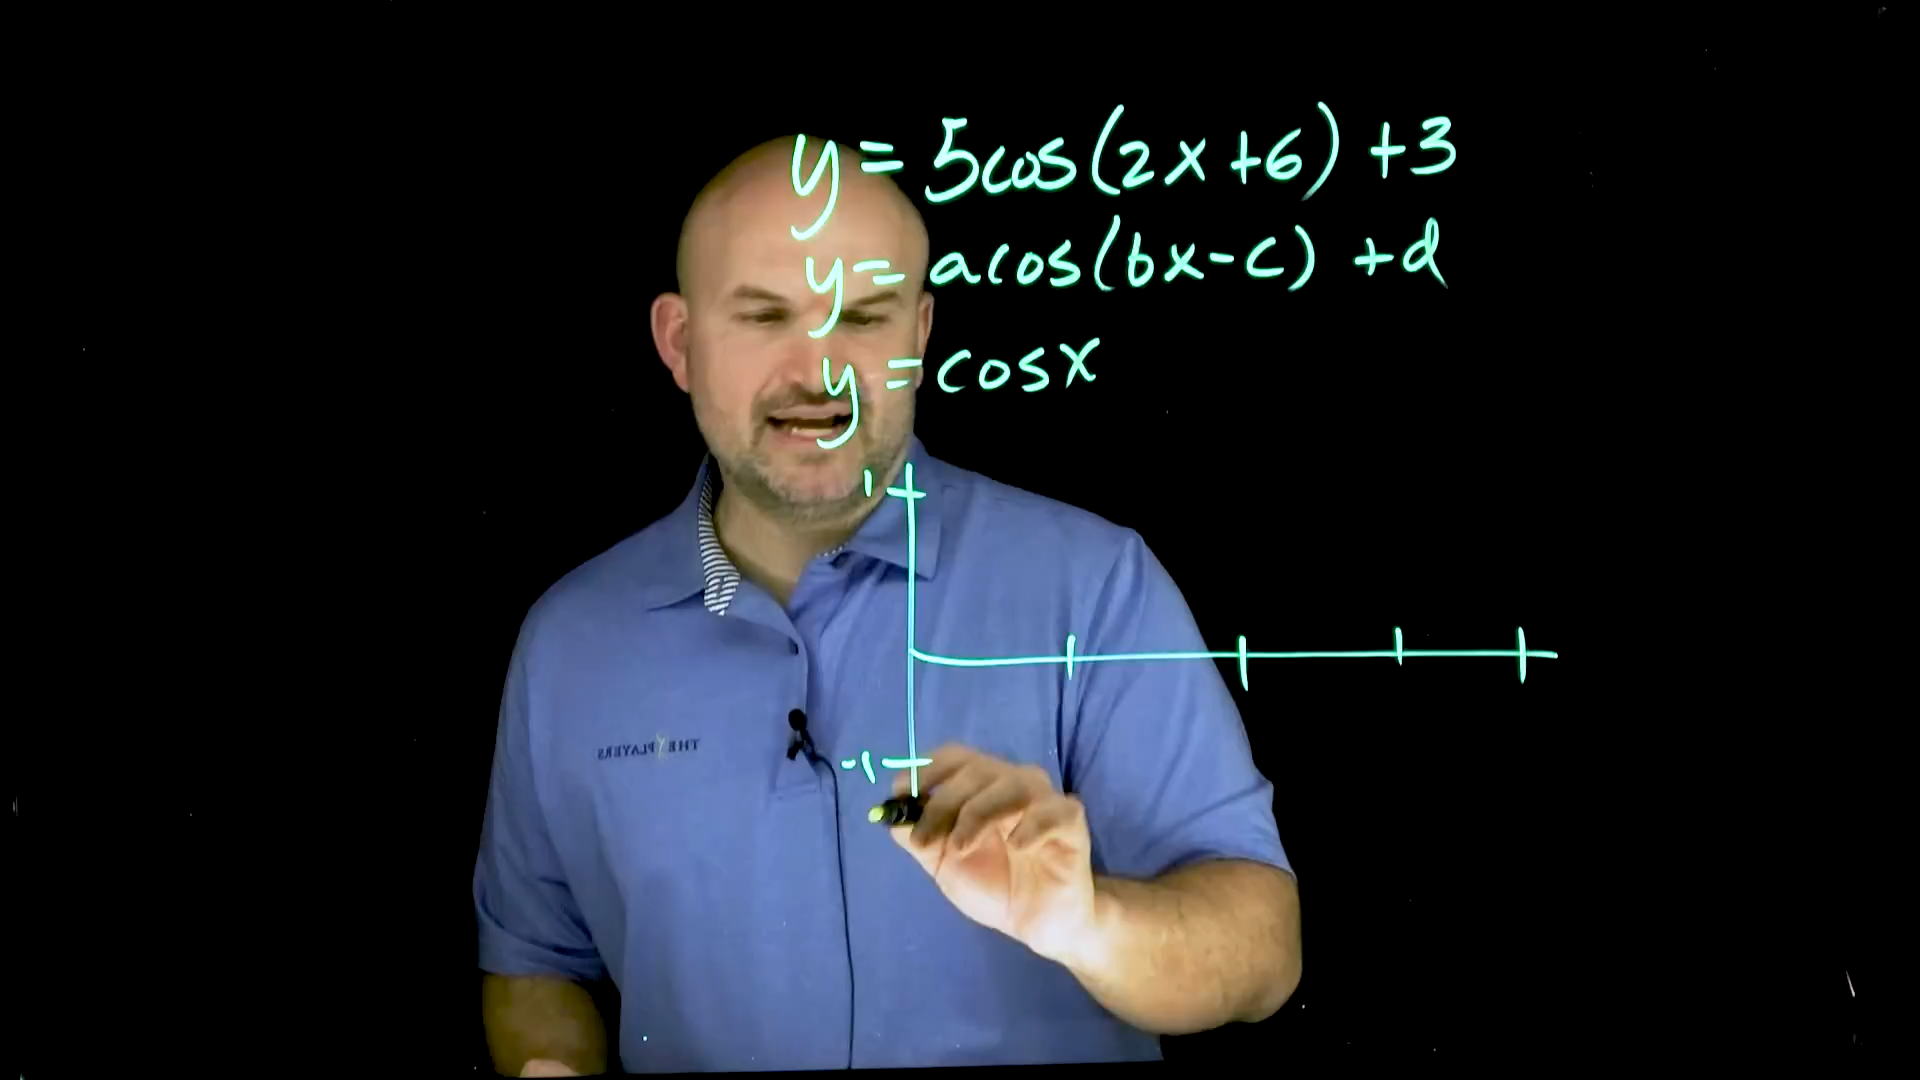 y = 5cos(2x+6) +3
y = acos(bx-c) +d
y = cosx
1
-1
THE PLAYERS